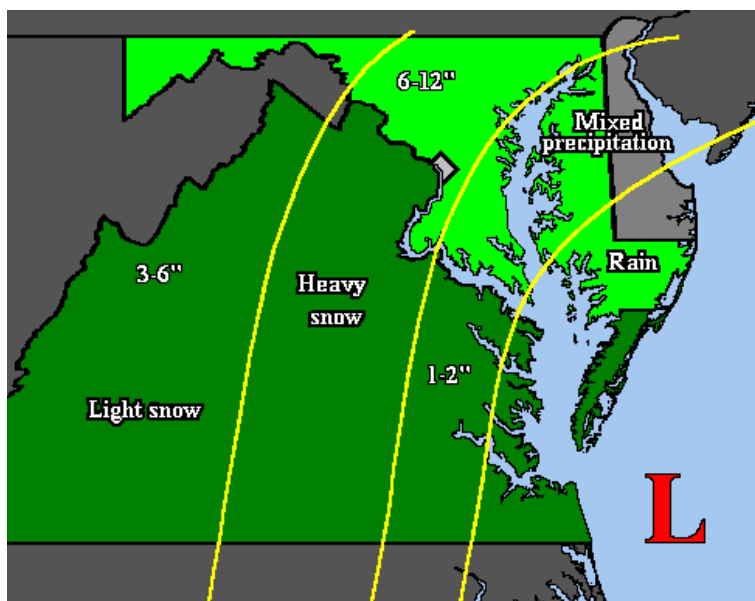 6-12"
Mixed
precipitation
Rain
3-6"
Heavy
snow
1-2"
Light snow
L